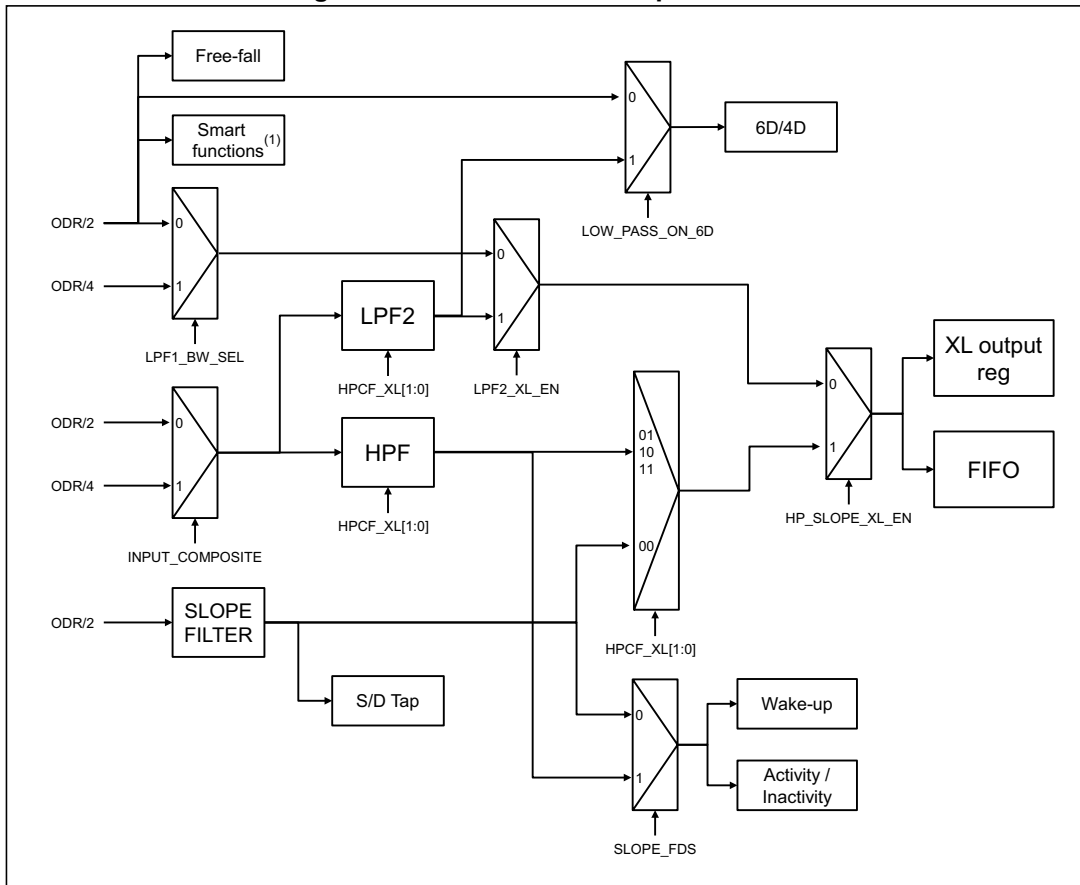 Free-fall
Smart
functions(1)
0
1
6D/4D
LOW_PASS_ON_6D
ODR/2
0
ODR/4
1
LPF1_BW_SEL
0
1
LPF2_XL_EN
LPF2
HPCF_XL[1:0]
0
1
HP_SLOPE_XL_EN
XL output
reg
FIFO
ODR/2
0
ODR/4
1
INPUT_COMPOSITE
HPF
HPCF_XL[1:0]
01
10
11
00
HPCF_XL[1:0]
ODR/2
SLOPE
FILTER
S/D Tap
0
1
SLOPE_FDS
Wake-up
Activity /
Inactivity